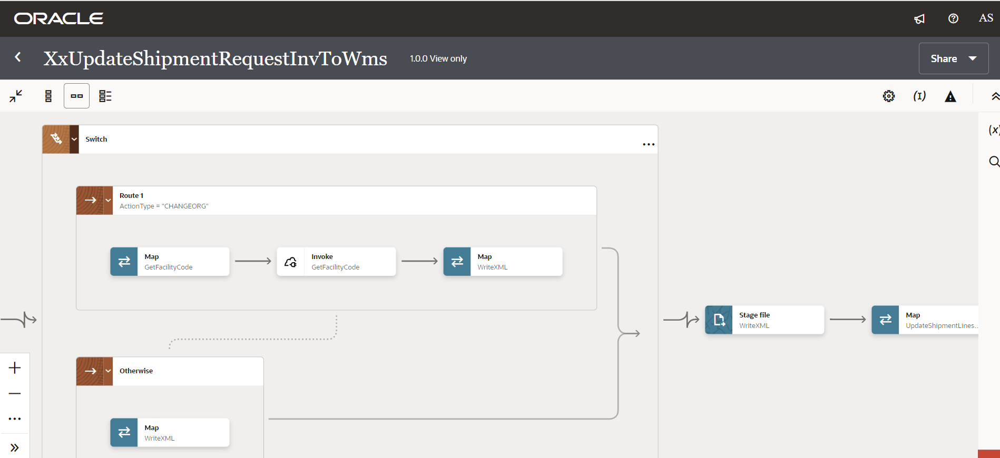 ORACLE
AS
XxUpdateShipmentRequestInvToWms
1.0.0 View only
Share
(I)
(x)
Switch
Route 1
ActionType = "CHANGEORG"
Map
GetFacilityCode
Invoke
GetFacilityCode
Map
WriteXML
Stage file
WriteXML
Map
UpdateShipmentLines...
Otherwise
Map
WriteXML